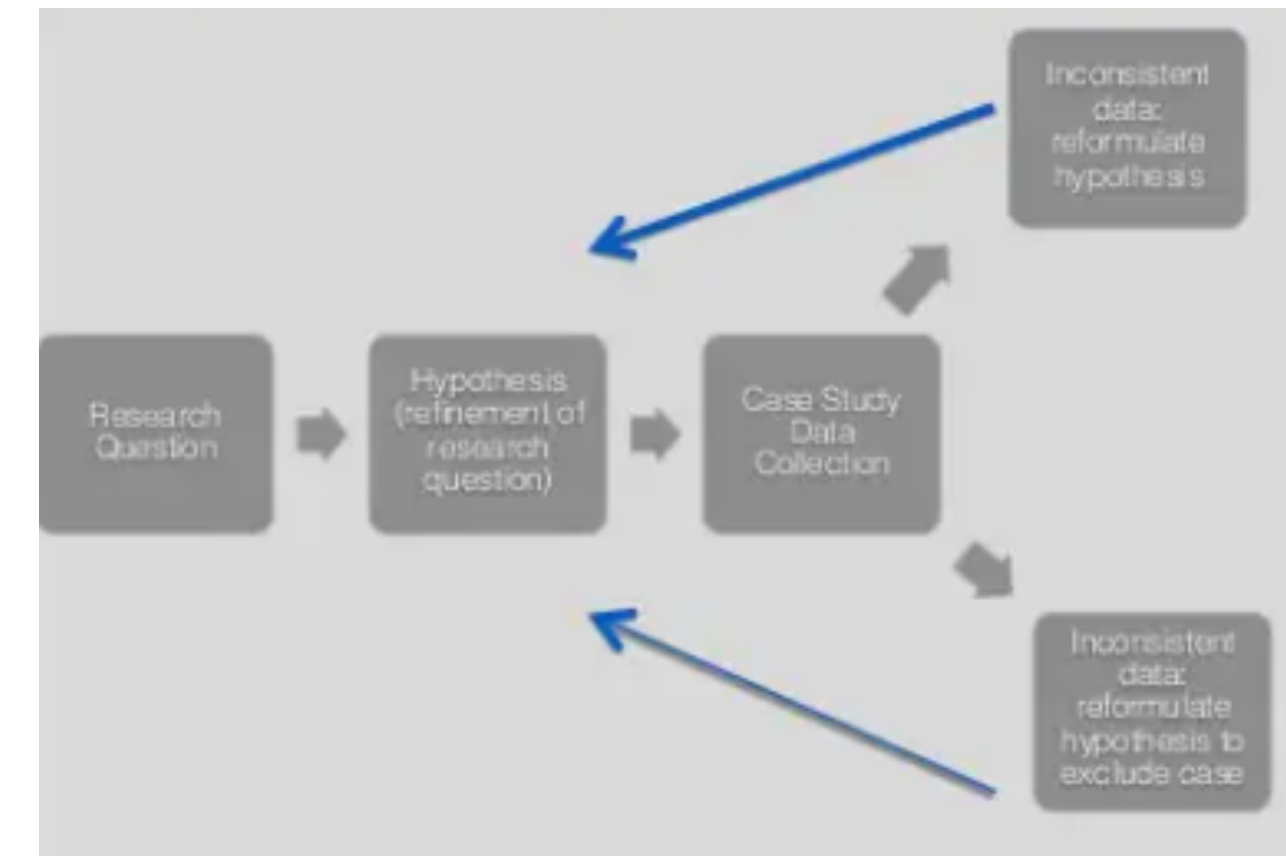 Research
Question
Hypothesis
(refinement of
research
question)
Case Study
Data
Collection
Inconsistent
data:
reformulate
hypothesis
Inconsistent
data:
reformulate
hypothesis to
exclude case